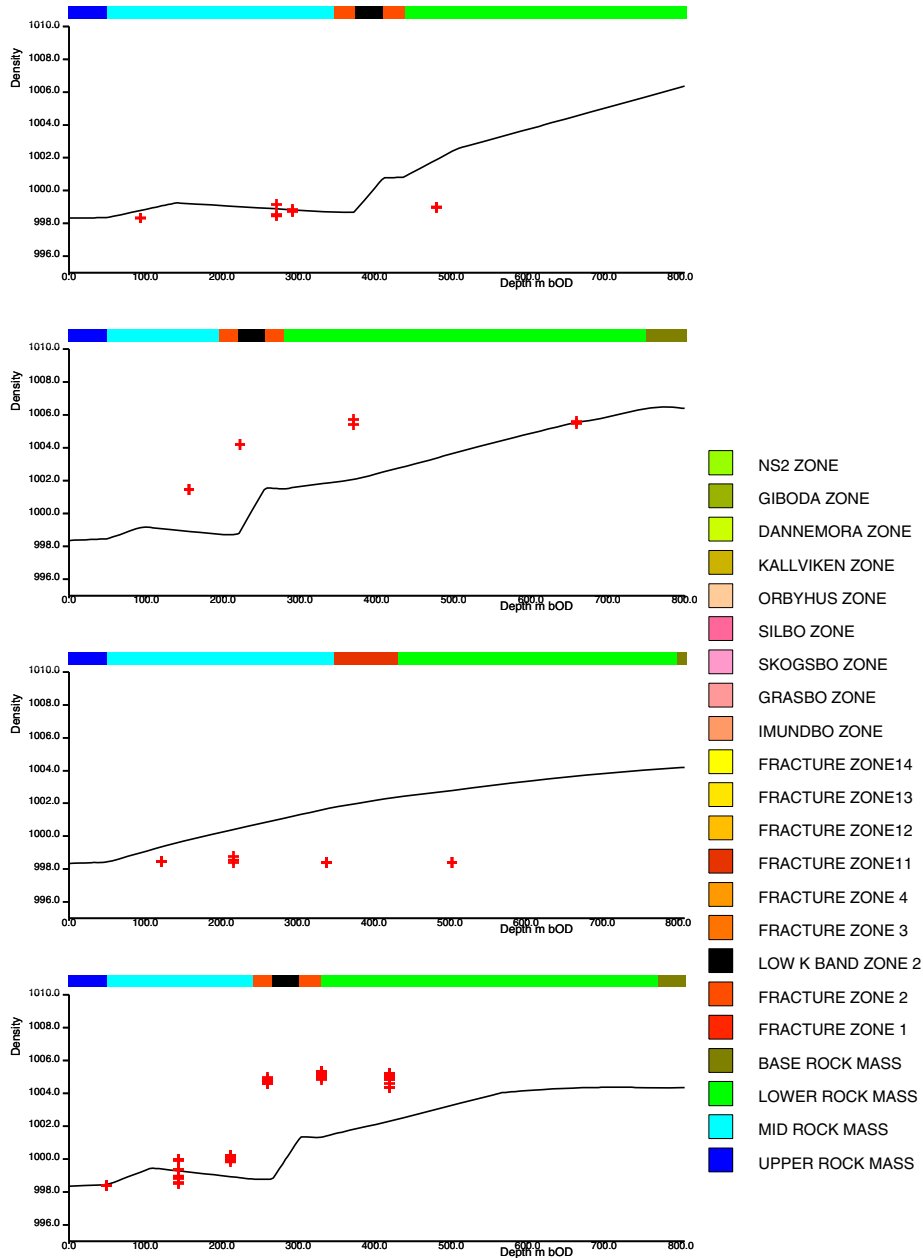 Density
1010.0
1008.0
1006.0
1004.0
1002.0
1000.0
998.0
996.0
0.0 100.0 200.0 300.0 400.0 500.0 600.0 700.0 800.0
Depth m bOD
Density
1010.0
1008.0
1006.0
1004.0
1002.0
1000.0
998.0
996.0
0.0 100.0 200.0 300.0 400.0 500.0 600.0 700.0 800.0
Depth m bOD
Density
1010.0
1008.0
1006.0
1004.0
1002.0
1000.0
998.0
996.0
0.0 100.0 200.0 300.0 400.0 500.0 600.0 700.0 800.0
Depth m bOD
Density
1010.0
1008.0
1006.0
1004.0
1002.0
1000.0
998.0
996.0
0.0 100.0 200.0 300.0 400.0 500.0 600.0 700.0 800.0
Depth m bOD
NS2 ZONE
GIBODA ZONE
DANNEMORA ZONE
KALLVIKEN ZONE
ORBYHUS ZONE
SILBO ZONE
SKOGSBO ZONE
GRASBO ZONE
IMUNDBO ZONE
FRACTURE ZONE14
FRACTURE ZONE13
FRACTURE ZONE12
FRACTURE ZONE11
FRACTURE ZONE 4
FRACTURE ZONE 3
LOW K BAND ZONE 2
FRACTURE ZONE 2
FRACTURE ZONE 1
BASE ROCK MASS
LOWER ROCK MASS
MID ROCK MASS
UPPER ROCK MASS